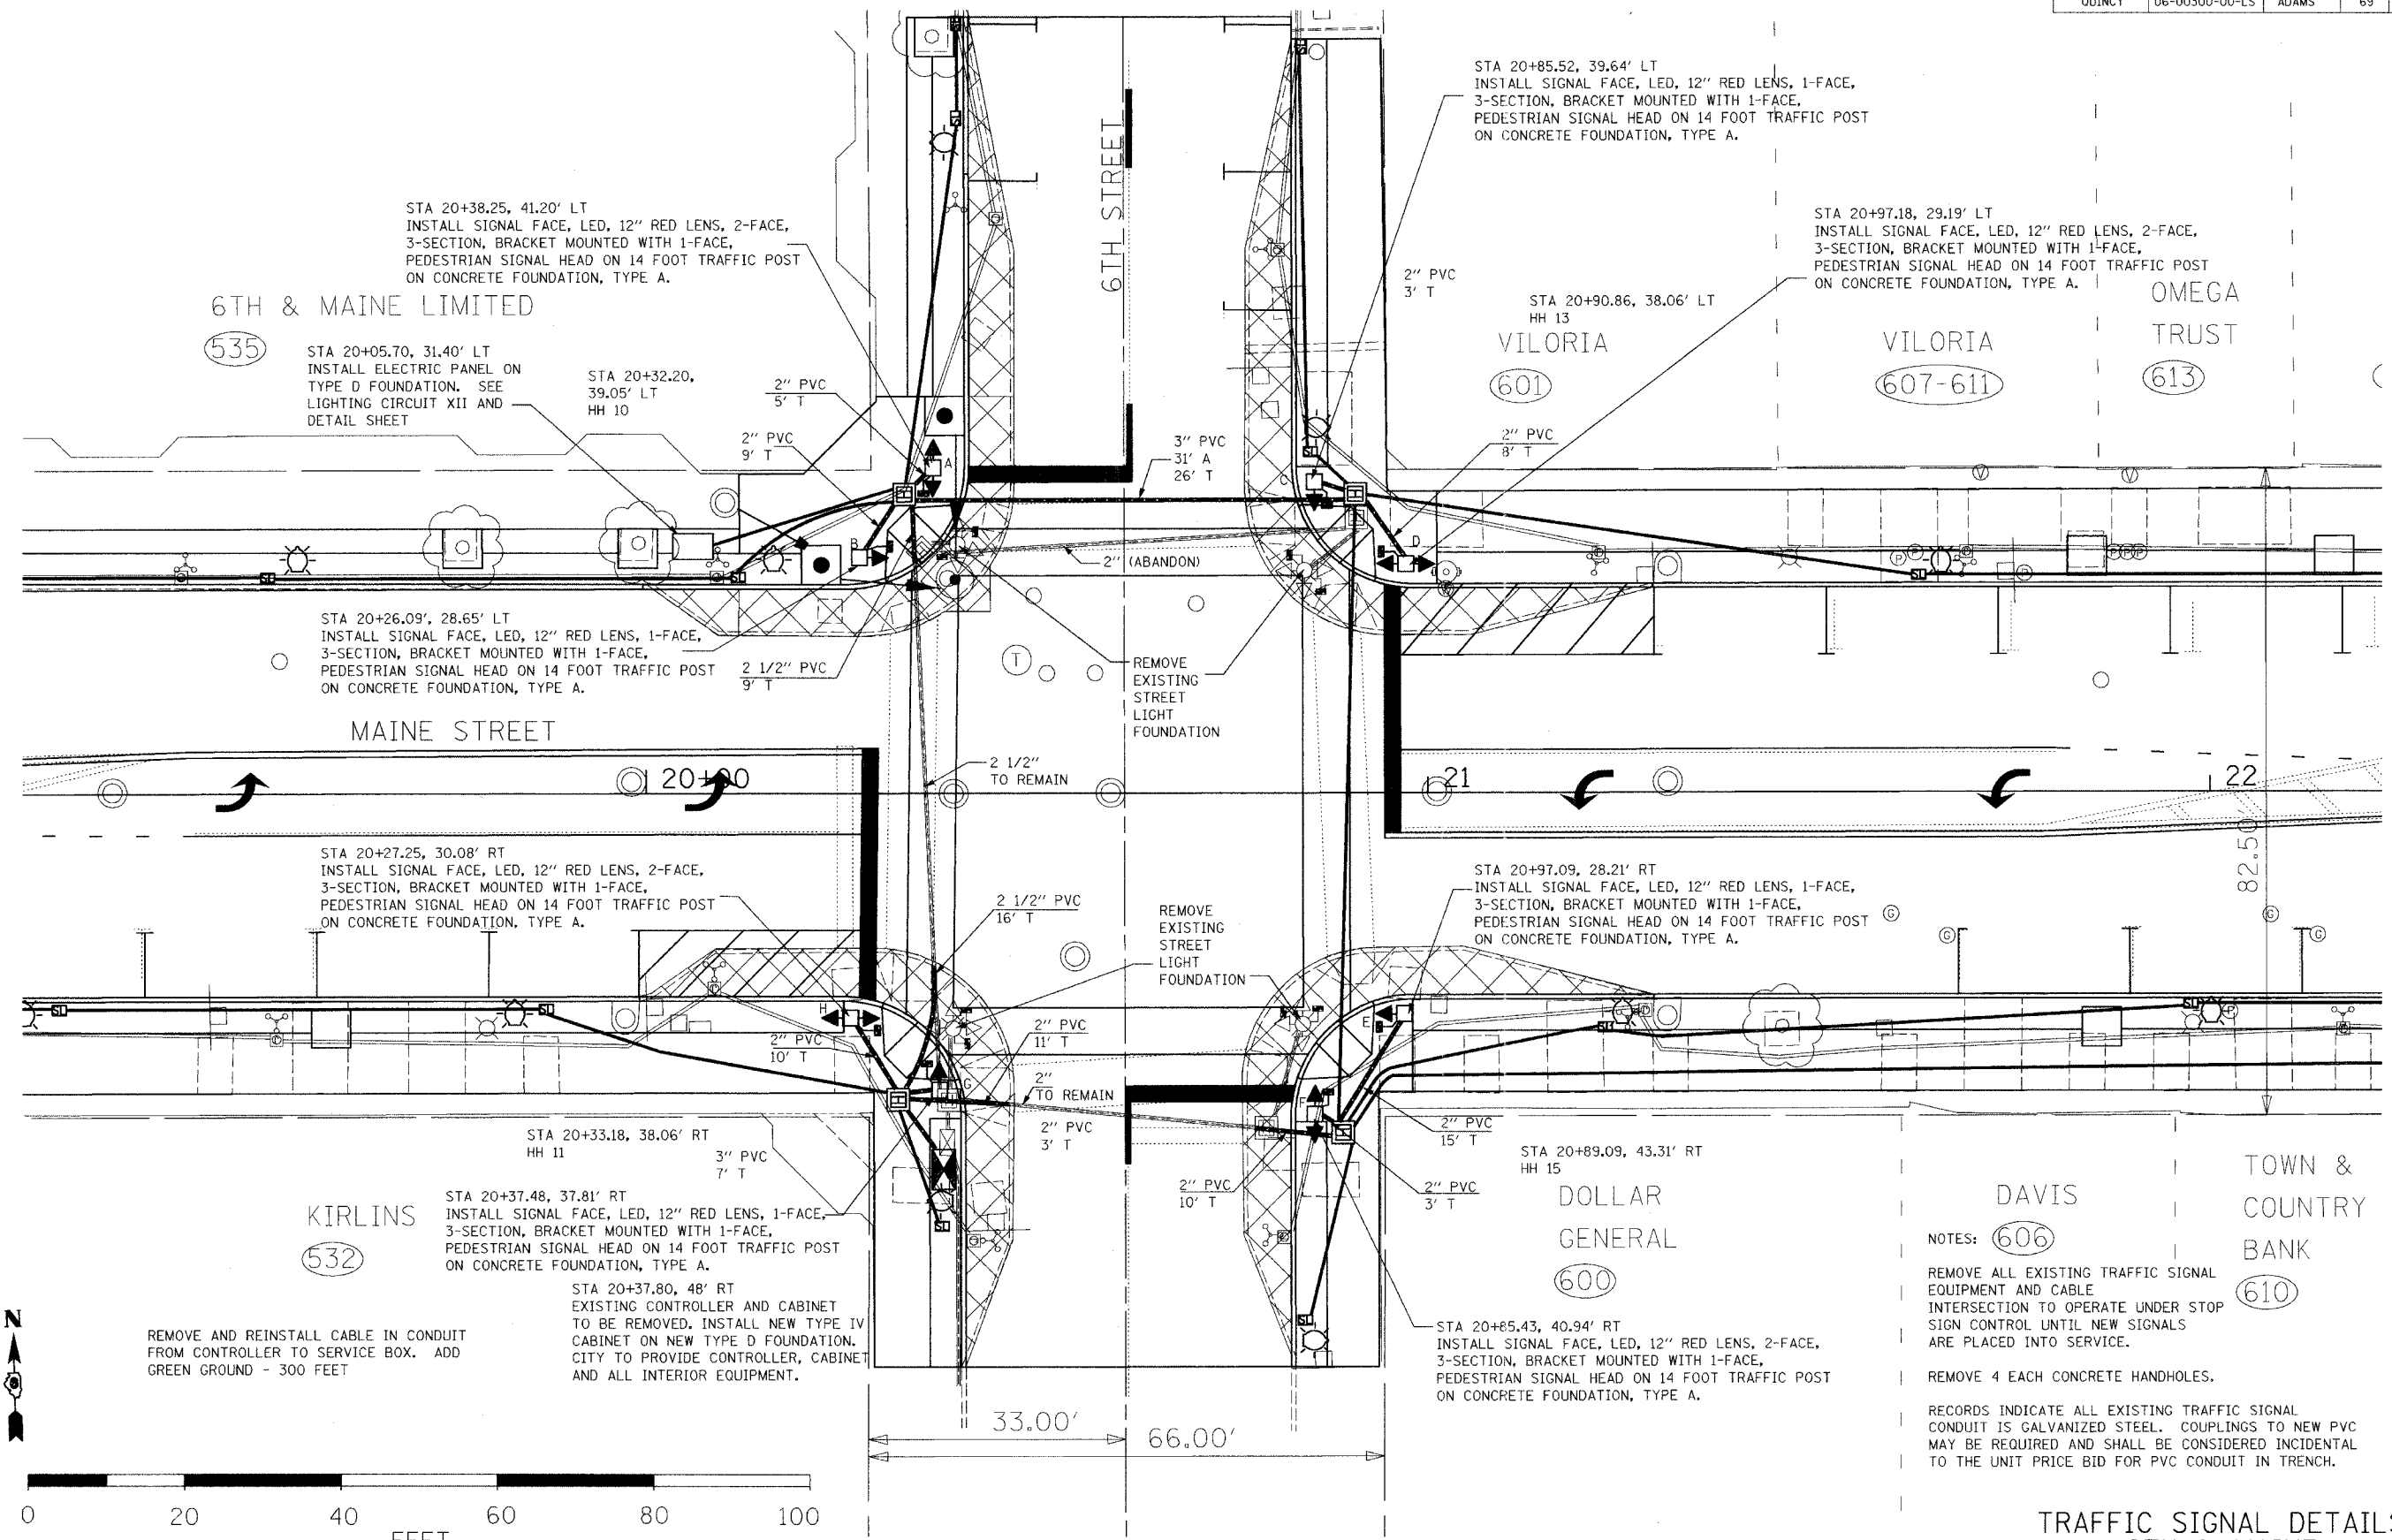 QUINCY 06-00300-00-LS ADAMS 69
STA 20+85.52, 39.64' LT
INSTALL SIGNAL FACE, LED, 12" RED LENS, 1-FACE,
3-SECTION, BRACKET MOUNTED WITH 1-FACE,
PEDESTRIAN SIGNAL HEAD ON 14 FOOT TRAFFIC POST
ON CONCRETE FOUNDATION, TYPE A.
6TH STREET
STA 20+38.25, 41.20' LT
INSTALL SIGNAL FACE, LED, 12" RED LENS, 2-FACE,
3-SECTION, BRACKET MOUNTED WITH 1-FACE,
PEDESTRIAN SIGNAL HEAD ON 14 FOOT TRAFFIC POST
ON CONCRETE FOUNDATION, TYPE A.
STA 20+97.18, 29.19' LT
INSTALL SIGNAL FACE, LED, 12" RED LENS, 2-FACE,
3-SECTION, BRACKET MOUNTED WITH 1-FACE,
PEDESTRIAN SIGNAL HEAD ON 14 FOOT TRAFFIC POST
ON CONCRETE FOUNDATION, TYPE A.
6TH & MAINE LIMITED
535
STA 20+05.70, 31.40' LT
INSTALL ELECTRIC PANEL ON
TYPE D FOUNDATION. SEE
LIGHTING CIRCUIT XII AND
DETAIL SHEET
STA 20+32.20,
39.05' LT
HH 10
2" PVC
5' T
2" PVC
9' T
3" PVC
31' A
26' T
2" PVC
3' T
STA 20+90.86, 38.06' LT
HH 13
VILORIA
601
VILORIA
607-611
OMEGA
TRUST
613
2" PVC
8' T
A
B
C
D
2" (ABANDON)
STA 20+26.09', 28.65' LT
INSTALL SIGNAL FACE, LED, 12" RED LENS, 1-FACE,
3-SECTION, BRACKET MOUNTED WITH 1-FACE,
PEDESTRIAN SIGNAL HEAD ON 14 FOOT TRAFFIC POST
ON CONCRETE FOUNDATION, TYPE A.
2 1/2" PVC
9' T
T
REMOVE
EXISTING
STREET
LIGHT
FOUNDATION
MAINE STREET
2 1/2"
TO REMAIN
20+00
21
22
82.50
STA 20+27.25, 30.08' RT
INSTALL SIGNAL FACE, LED, 12" RED LENS, 2-FACE,
3-SECTION, BRACKET MOUNTED WITH 1-FACE,
PEDESTRIAN SIGNAL HEAD ON 14 FOOT TRAFFIC POST
ON CONCRETE FOUNDATION, TYPE A.
2 1/2" PVC
16' T
REMOVE
EXISTING
STREET
LIGHT
FOUNDATION
STA 20+97.09, 28.21' RT
INSTALL SIGNAL FACE, LED, 12" RED LENS, 1-FACE,
3-SECTION, BRACKET MOUNTED WITH 1-FACE,
PEDESTRIAN SIGNAL HEAD ON 14 FOOT TRAFFIC POST
ON CONCRETE FOUNDATION, TYPE A.
G
G
G
G
H
E
F
G
2" PVC
10' T
2" PVC
11' T
2"
TO REMAIN
2" PVC
3' T
STA 20+33.18, 38.06' RT
HH 11
3" PVC
7' T
2" PVC
10' T
2" PVC
15' T
2" PVC
3' T
STA 20+89.09, 43.31' RT
HH 15
KIRLINS
532
STA 20+37.48, 37.81' RT
INSTALL SIGNAL FACE, LED, 12" RED LENS, 1-FACE,
3-SECTION, BRACKET MOUNTED WITH 1-FACE,
PEDESTRIAN SIGNAL HEAD ON 14 FOOT TRAFFIC POST
ON CONCRETE FOUNDATION, TYPE A.
DOLLAR
GENERAL
600
DAVIS
606
TOWN &
COUNTRY
BANK
610
STA 20+37.80, 48' RT
EXISTING CONTROLLER AND CABINET
TO BE REMOVED. INSTALL NEW TYPE IV
CABINET ON NEW TYPE D FOUNDATION.
CITY TO PROVIDE CONTROLLER, CABINET
AND ALL INTERIOR EQUIPMENT.
N
REMOVE AND REINSTALL CABLE IN CONDUIT
FROM CONTROLLER TO SERVICE BOX. ADD
GREEN GROUND - 300 FEET
STA 20+85.43, 40.94' RT
INSTALL SIGNAL FACE, LED, 12" RED LENS, 2-FACE,
3-SECTION, BRACKET MOUNTED WITH 1-FACE,
PEDESTRIAN SIGNAL HEAD ON 14 FOOT TRAFFIC POST
ON CONCRETE FOUNDATION, TYPE A.
NOTES:
REMOVE ALL EXISTING TRAFFIC SIGNAL
EQUIPMENT AND CABLE
INTERSECTION TO OPERATE UNDER STOP
SIGN CONTROL UNTIL NEW SIGNALS
ARE PLACED INTO SERVICE.
REMOVE 4 EACH CONCRETE HANDHOLES.
RECORDS INDICATE ALL EXISTING TRAFFIC SIGNAL
CONDUIT IS GALVANIZED STEEL. COUPLINGS TO NEW PVC
MAY BE REQUIRED AND SHALL BE CONSIDERED INCIDENTAL
TO THE UNIT PRICE BID FOR PVC CONDUIT IN TRENCH.
33.00'
66.00'
0 20 40 60 80 100
FEET
TRAFFIC SIGNAL DETAILS